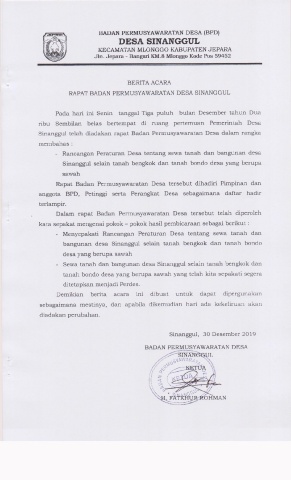 BADAN PERMUSYAWARATAN DESA (BPD)
DESA SINANGGUL
KECAMATAN MLONGGO KABUPATEN JEPARA
Jln. Jepara - Bangsri KM.8 Mlonggo Kode Pos 59452
BERITA ACARA
RAPAT BADAN PERMUSYAWARATAN DESA SINANGGUL
Pada hari ini Senin tanggal Tiga puluh bulan Desember tahun Dua
ribu Sembilan belas bertempat di ruang pertemuan Pemerintah Desa
Sinanggul telah diadakan rapat Badan Permusyawaratan Desa dalam rangka
membahas :
- Rancangan Peraturan Desa tentang sewa tanah dan bangunan desa
Sinanggul selain tanah bengkok dan tanah bondo desa yang berupa
sawah
Rapat Badan Permusyawaratan Desa tersebut dihadiri Pimpinan dan
anggota BPD, Petinggi serta Perangkat Desa sebagaimana daftar hadir
terlampir.
Dalam rapat Badan Permusyawaratan Desa tersebut telah diperoleh
kata sepakat mengenai pokok - pokok hasil pembicaraan sebagai berikut :
- Menyepakati Rancangan Peraturan Desa tentang sewa tanah dan
bangunan desa Sinanggul selain tanah bengkok dan tanah bondo
desa yang berupa sawah
- Sewa tanah dan bangunan desa Sinanggul selain tanah bengkok dan
tanah bondo desa yang berupa sawah yang telah kita sepakati segera
ditetapkan menjadi Perdes.
Demikian berita acara ini dibuat untuk dapat dipergunakan
sebagaimana mestinya, dan apabila dikemudian hari ada kekeliruan akan
diadakan perubahan.
Sinanggul, 30 Desember 2019
BADAN PERMUSYAWARATAN DESA
SINANGGUL
KETUA
H. FATKHUR ROHMAN